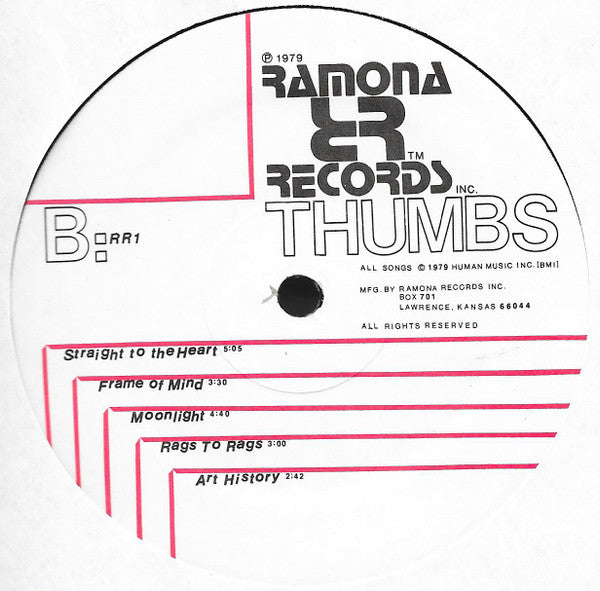 ℗ 1979
RAMONA
RR™
RECORDS INC.
THUMBS
B: RR1
ALL SONGS © 1979 HUMAN MUSIC INC. [BMI]
MFG. BY RAMONA RECORDS INC.
BOX 701
LAWRENCE, KANSAS 66044
ALL RIGHTS RESERVED
Straight to the Heart 5:05
Frame of Mind 3:30
Moonlight 4:40
Rags To Rags 3:00
Art History 2:42